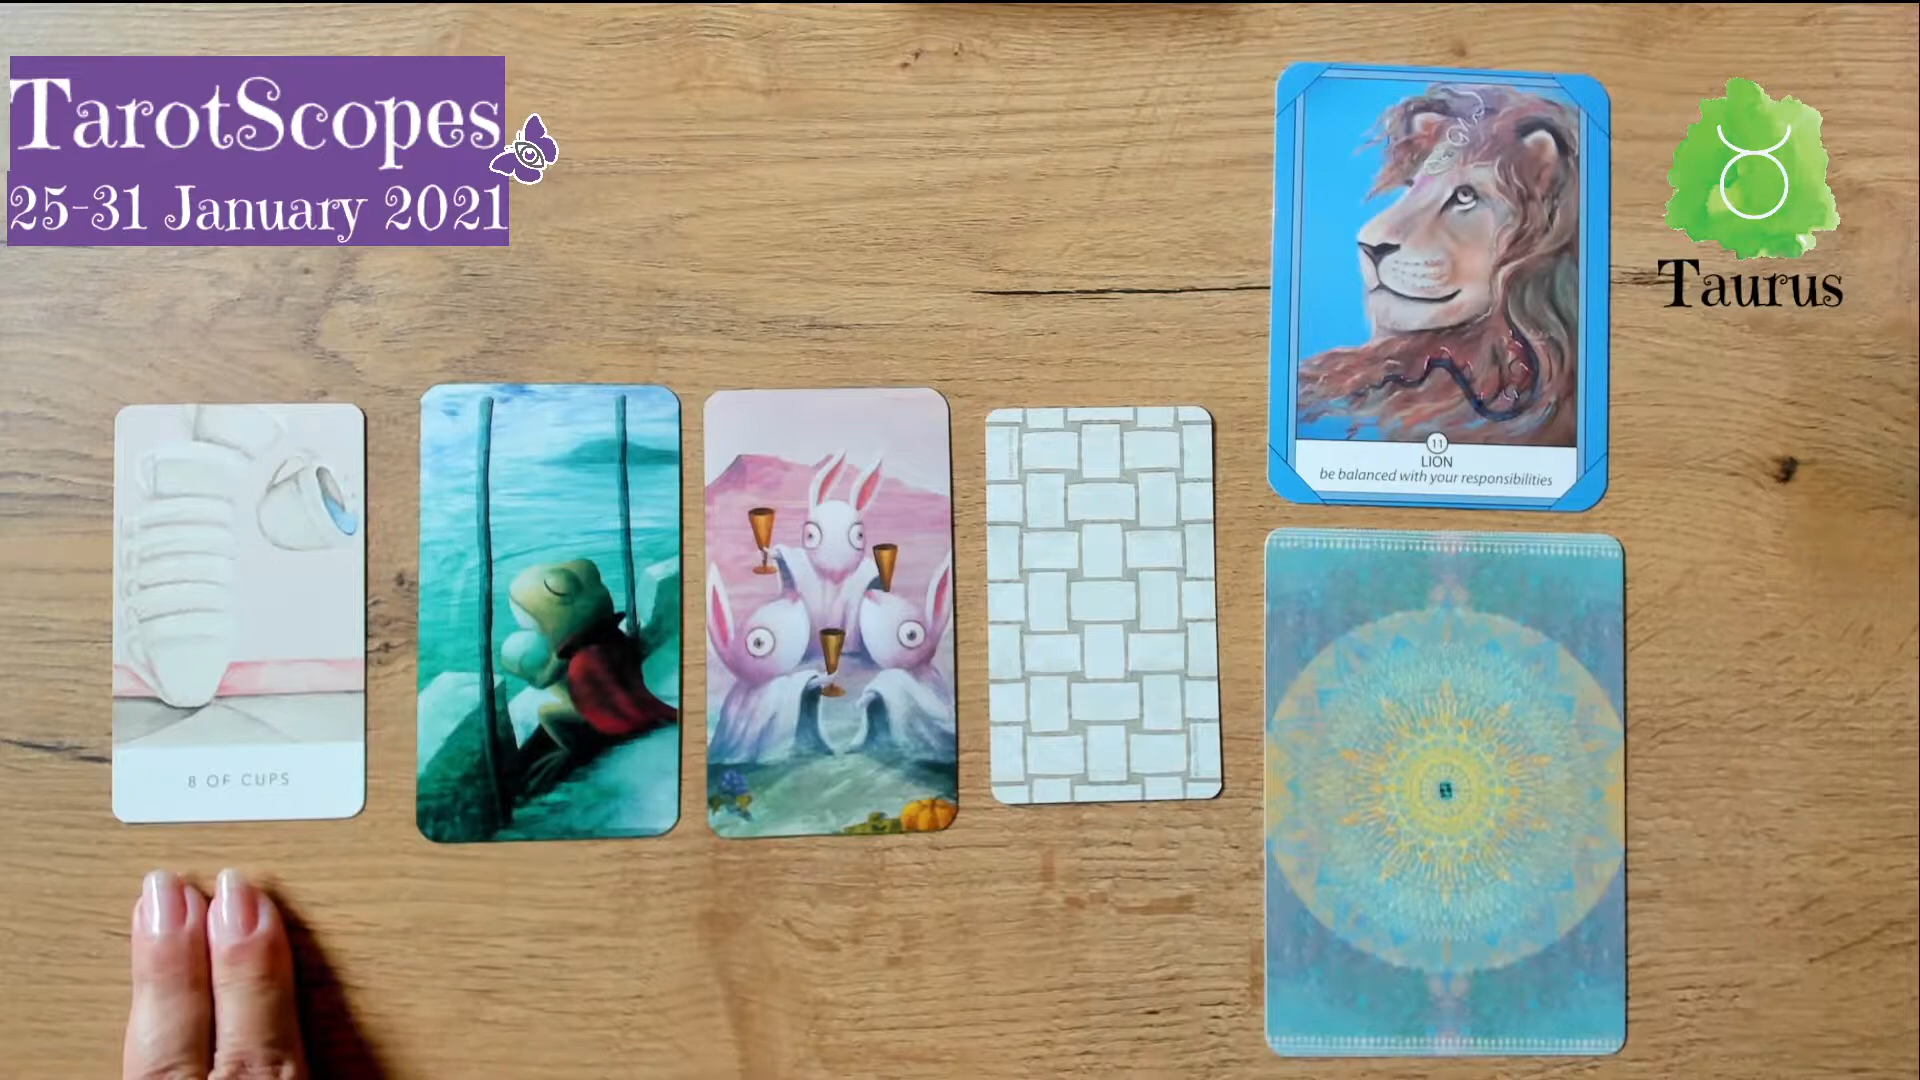 TarotScopes
25-31 January 2021
Taurus
11
LION
be balanced with your responsibilities
8 OF CUPS